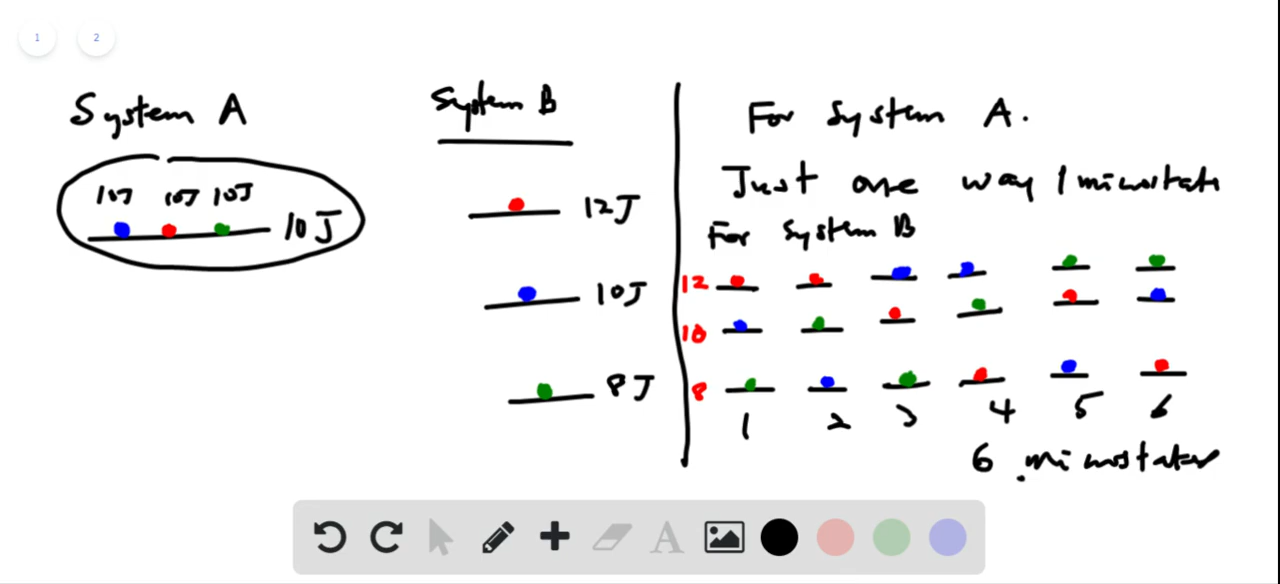 1 2
System A
10J 10J 10J
10J
System B
12J
10J
8J
For System A.
Just one way 1 microstate
For System B
12
10
8
1 2 3 4 5 6
6 microstates
A